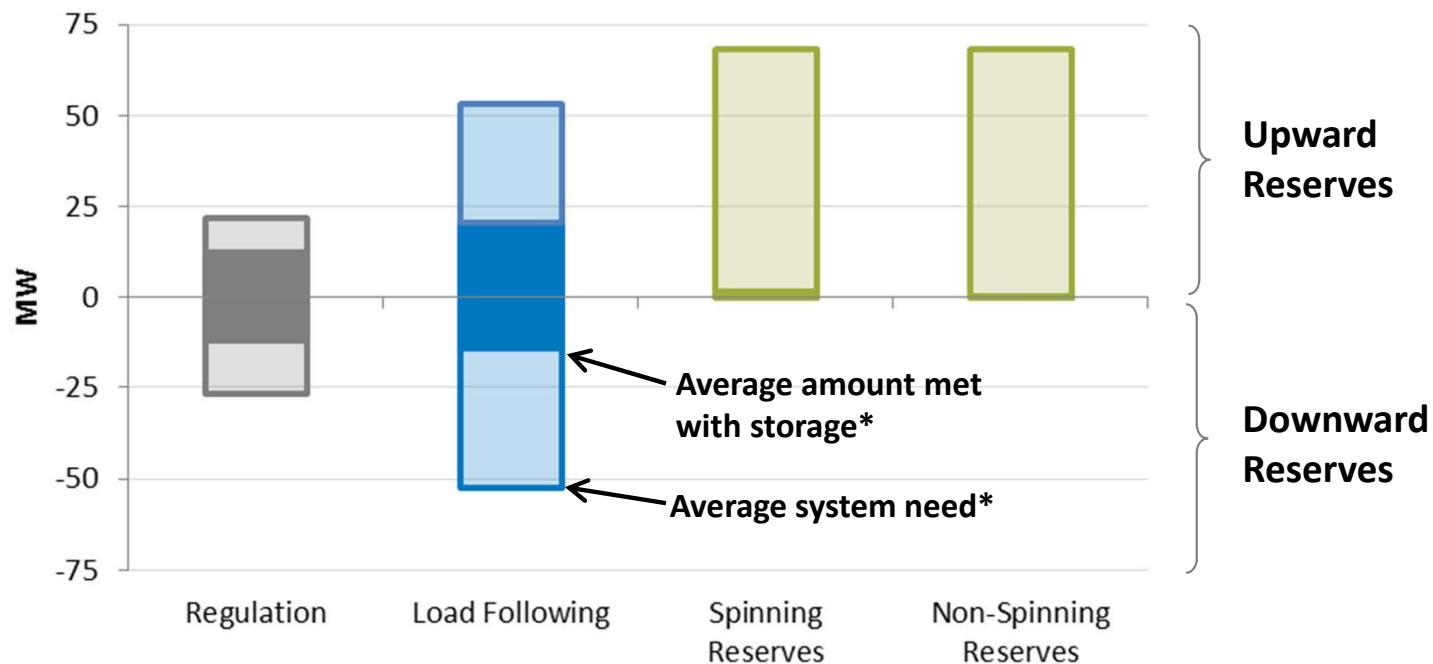 75
50
25
0
-25
-50
-75
MW
Upward
Reserves
Average amount met
with storage*
Downward
Reserves
Average system need*
Regulation
Load Following
Spinning
Reserves
Non-Spinning
Reserves